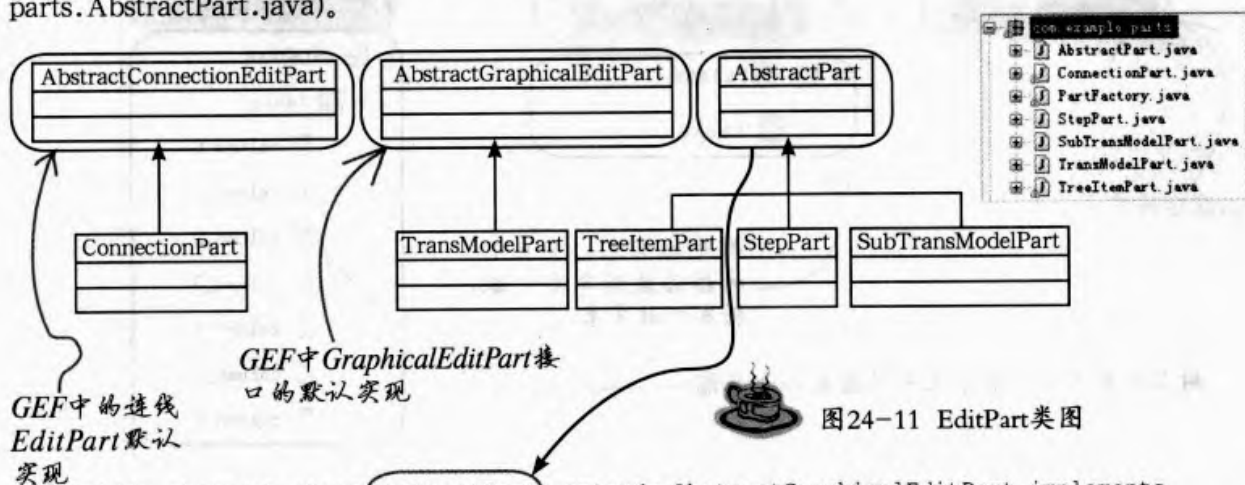 parts.AbstractPart.java)。
com.example.parts
AbstractPart.java
ConnectionPart.java
PartFactory.java
StepPart.java
SubTransModelPart.java
TransModelPart.java
TreeItemPart.java
AbstractConnectionEditPart
AbstractGraphicalEditPart
AbstractPart
ConnectionPart
TransModelPart
TreeItemPart
StepPart
SubTransModelPart
GEF中GraphicalEditPart接
口的默认实现
GEF中的连线
EditPart默认
实现
图24-11 EditPart类图
AbstractGraphicalEditPart implements